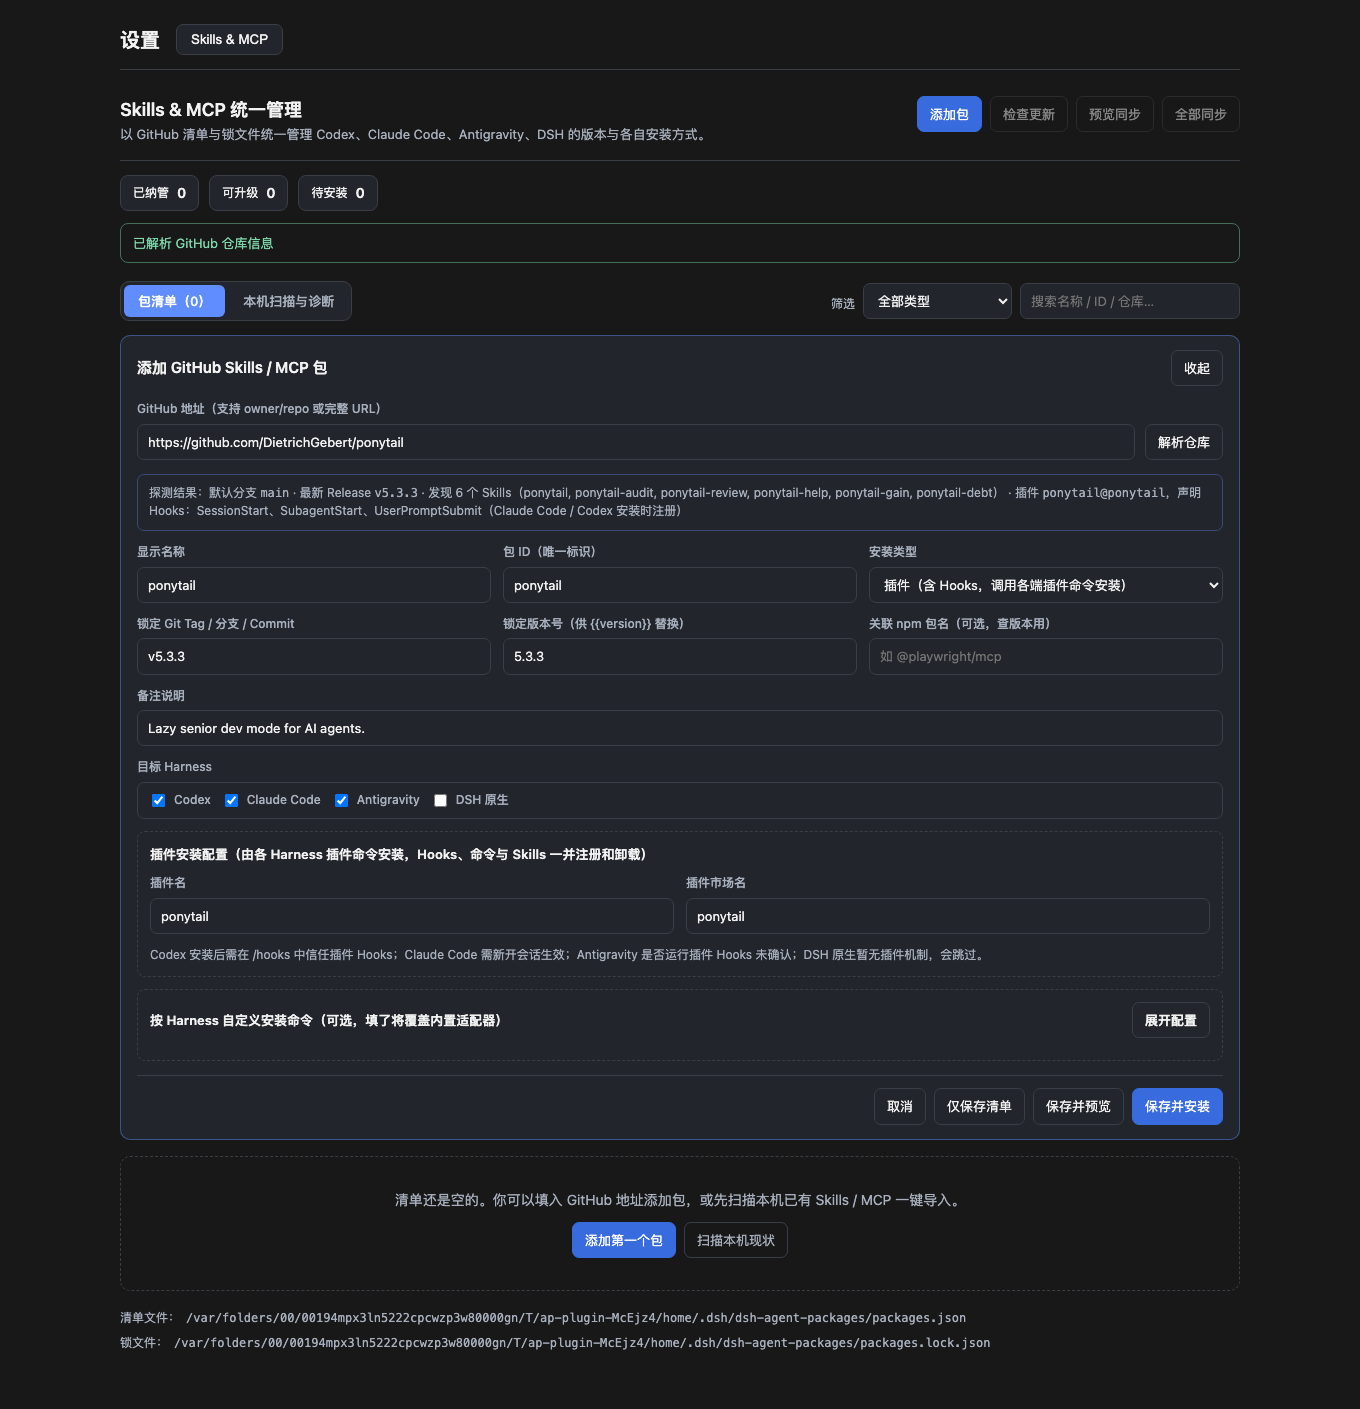 设置 Skills & MCP
Skills & MCP 统一管理
以 GitHub 清单与锁文件统一管理 Codex、Claude Code、Antigravity、DSH 的版本与各自安装方式。
添加包 检查更新 预览同步 全部同步
已纳管 0 可升级 0 待安装 0
已解析 GitHub 仓库信息
包清单（0） 本机扫描与诊断 筛选 全部类型 搜索名称 / ID / 仓库...
添加 GitHub Skills / MCP 包 收起
GitHub 地址（支持 owner/repo 或完整 URL）
https://github.com/DietrichGebert/ponytail 解析仓库
探测结果：默认分支 main · 最新 Release v5.3.3 · 发现 6 个 Skills（ponytail, ponytail-audit, ponytail-review, ponytail-help, ponytail-gain, ponytail-debt） · 插件 ponytail@ponytail，声明
Hooks：SessionStart、SubagentStart、UserPromptSubmit（Claude Code / Codex 安装时注册）
显示名称 包 ID（唯一标识） 安装类型
ponytail ponytail 插件（含 Hooks，调用各端插件命令安装）
锁定 Git Tag / 分支 / Commit 锁定版本号（供 {{version}} 替换） 关联 npm 包名（可选，查版本用）
v5.3.3 5.3.3 如 @playwright/mcp
备注说明
Lazy senior dev mode for AI agents.
目标 Harness
Codex Claude Code Antigravity DSH 原生
插件安装配置（由各 Harness 插件命令安装，Hooks、命令与 Skills 一并注册和卸载）
插件名 插件市场名
ponytail ponytail
Codex 安装后需在 /hooks 中信任插件 Hooks；Claude Code 需新开会话生效；Antigravity 是否运行插件 Hooks 未确认；DSH 原生暂无插件机制，会跳过。
按 Harness 自定义安装命令（可选，填了将覆盖内置适配器） 展开配置
取消 仅保存清单 保存并预览 保存并安装
清单还是空的。你可以填入 GitHub 地址添加包，或先扫描本机已有 Skills / MCP 一键导入。
添加第一个包 扫描本机现状
清单文件： /var/folders/00/00194mpx3ln5222cpcwzp3w80000gn/T/ap-plugin-McEjz4/home/.dsh/dsh-agent-packages/packages.json
锁文件： /var/folders/00/00194mpx3ln5222cpcwzp3w80000gn/T/ap-plugin-McEjz4/home/.dsh/dsh-agent-packages/packages.lock.json